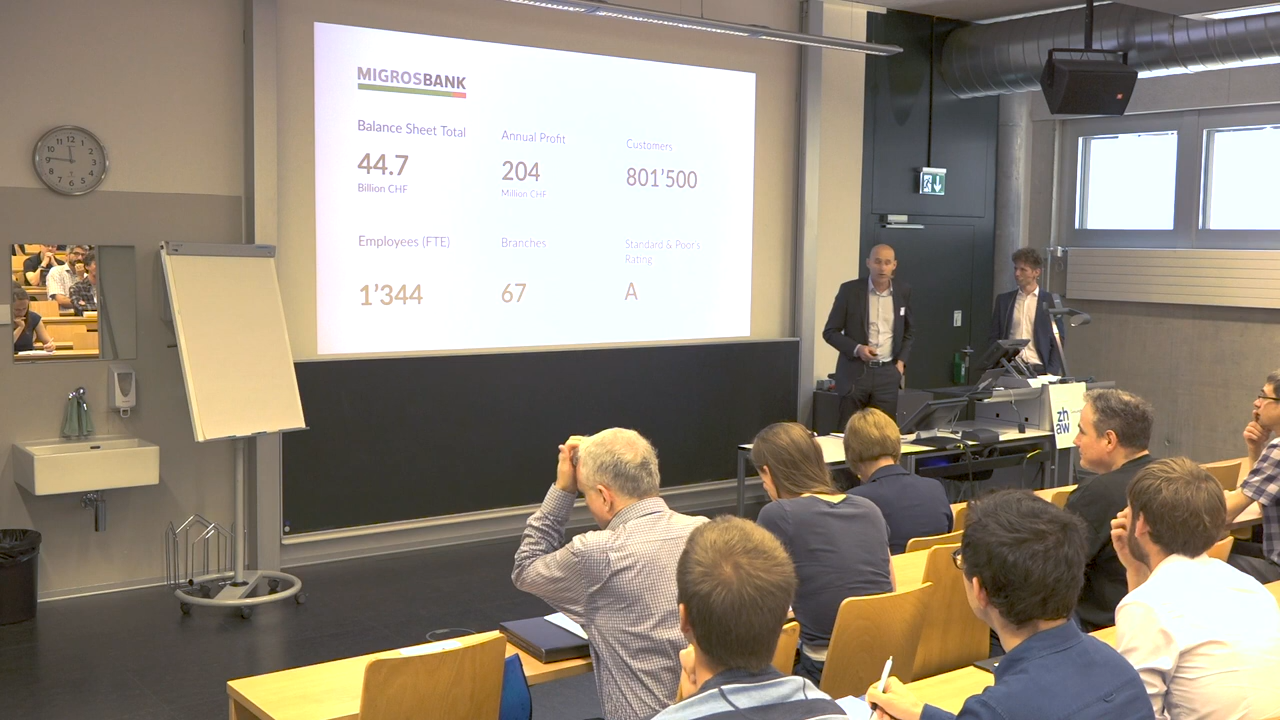 MIGROSBANK
Balance Sheet Total
44.7
Billion CHF
Annual Profit
204
Million CHF
Customers
801’500
Employees (FTE)
1’344
Branches
67
Standard & Poor's
Rating
A
zh
aw